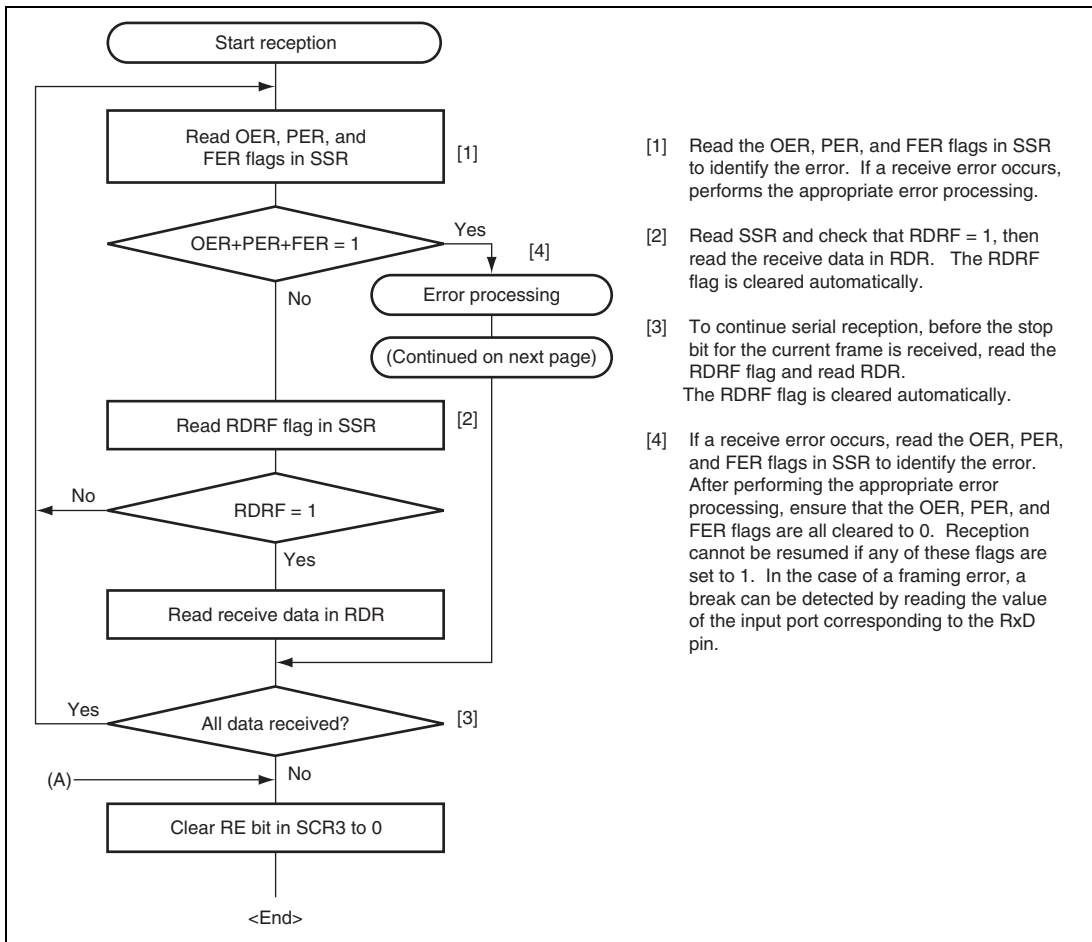 Start reception
Read OER, PER, and
FER flags in SSR
[1]
OER+PER+FER = 1
Yes
[4]
Error processing
No
(Continued on next page)
Read RDRF flag in SSR
[2]
No
RDRF = 1
Yes
Read receive data in RDR
Yes
All data received?
[3]
(A)
No
Clear RE bit in SCR3 to 0
<End>
[1] Read the OER, PER, and FER flags in SSR
to identify the error. If a receive error occurs,
performs the appropriate error processing.
[2] Read SSR and check that RDRF = 1, then
read the receive data in RDR. The RDRF
flag is cleared automatically.
[3] To continue serial reception, before the stop
bit for the current frame is received, read the
RDRF flag and read RDR.
The RDRF flag is cleared automatically.
[4] If a receive error occurs, read the OER, PER,
and FER flags in SSR to identify the error.
After performing the appropriate error
processing, ensure that the OER, PER, and
FER flags are all cleared to 0. Reception
cannot be resumed if any of these flags are
set to 1. In the case of a framing error, a
break can be detected by reading the value
of the input port corresponding to the RxD
pin.